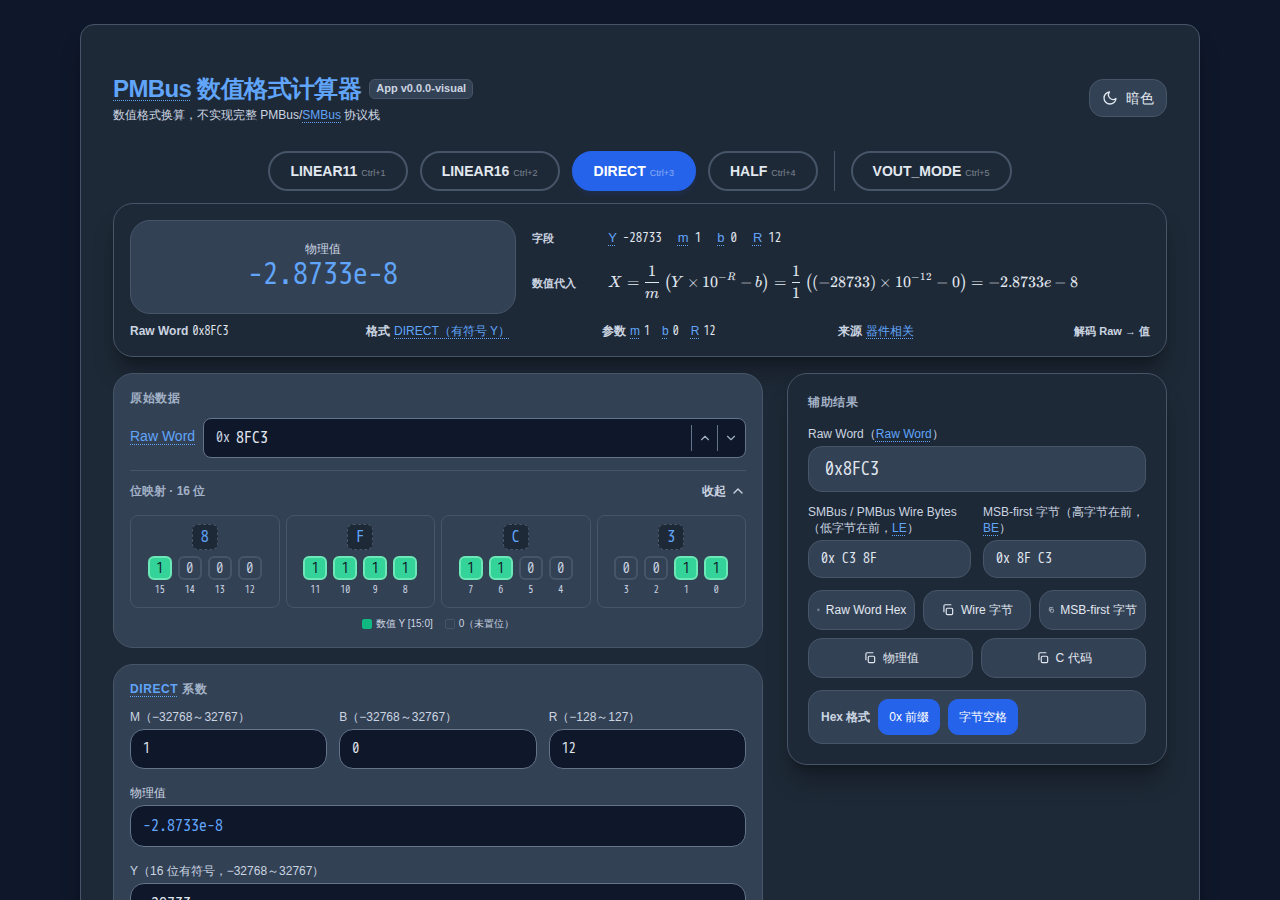 PMBus 数值格式计算器 App v0.0.0-visual
数值格式换算，不实现完整 PMBus/SMBus 协议栈
暗色
LINEAR11 Ctrl+1 LINEAR16 Ctrl+2 DIRECT Ctrl+3 HALF Ctrl+4 VOUT_MODE Ctrl+5
物理值
-2.8733e-8
字段 Y -28733 m 1 b 0 R 12
数值代入 X = 1/m (Y × 10^−R − b) = 1/1 ((−28733) × 10^−12 − 0) = −2.8733e − 8
Raw Word 0x8FC3 格式 DIRECT（有符号 Y） 参数 m 1 b 0 R 12 来源 器件相关 解码 Raw → 值
原始数据
Raw Word 0x 8FC3
位映射 · 16 位 收起
8 F C 3
1 0 0 0 1 1 1 1 1 1 0 0 0 0 1 1
15 14 13 12 11 10 9 8 7 6 5 4 3 2 1 0
数值 Y [15:0] 0（未置位）
DIRECT 系数
M（−32768～32767） B（−32768～32767） R（−128～127）
1 0 12
物理值
-2.8733e-8
Y（16 位有符号，−32768～32767）
-28733
辅助结果
Raw Word（Raw Word）
0x8FC3
SMBus / PMBus Wire Bytes
（低字节在前，LE）
0x C3 8F
MSB-first 字节（高字节在前，
BE）
0x 8F C3
Raw Word Hex Wire 字节 MSB-first 字节
物理值 C 代码
Hex 格式 0x 前缀 字节空格